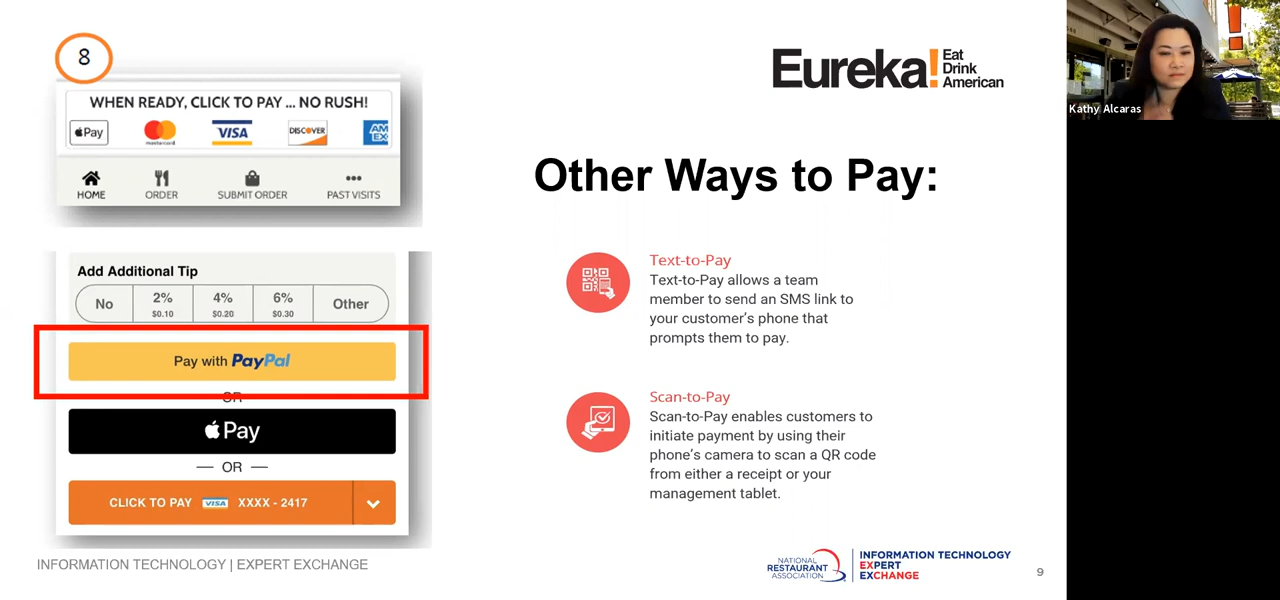 8
WHEN READY, CLICK TO PAY ... NO RUSH!
Pay
mastercard
VISA
DISCOVER
AM
EX
HOME
ORDER
SUBMIT ORDER
PAST VISITS
Add Additional Tip
No
2%
$0.10
4%
$0.20
6%
$0.30
Other
Pay with PayPal
OR
Pay
— OR —
CLICK TO PAY VISA XXXX - 2417
INFORMATION TECHNOLOGY | EXPERT EXCHANGE
Eureka!
Eat
Drink
American
Other Ways to Pay:
Text-to-Pay
Text-to-Pay allows a team
member to send an SMS link to
your customer's phone that
prompts them to pay.
Scan-to-Pay
Scan-to-Pay enables customers to
initiate payment by using their
phone's camera to scan a QR code
from either a receipt or your
management tablet.
NATIONAL
RESTAURANT
ASSOCIATION
INFORMATION TECHNOLOGY
EXPERT
EXCHANGE
9
Kathy Alcaras